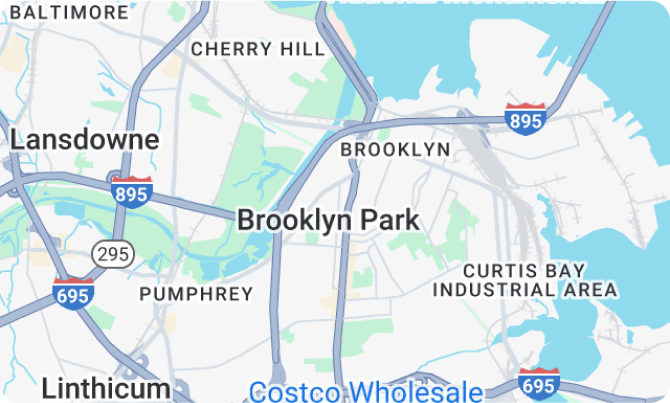 BALTIMORE
CHERRY HILL
895
Lansdowne
BROOKLYN
895
Brooklyn Park
295
CURTIS BAY
INDUSTRIAL AREA
695
PUMPHREY
Linthicum
Costco Wholesale
695